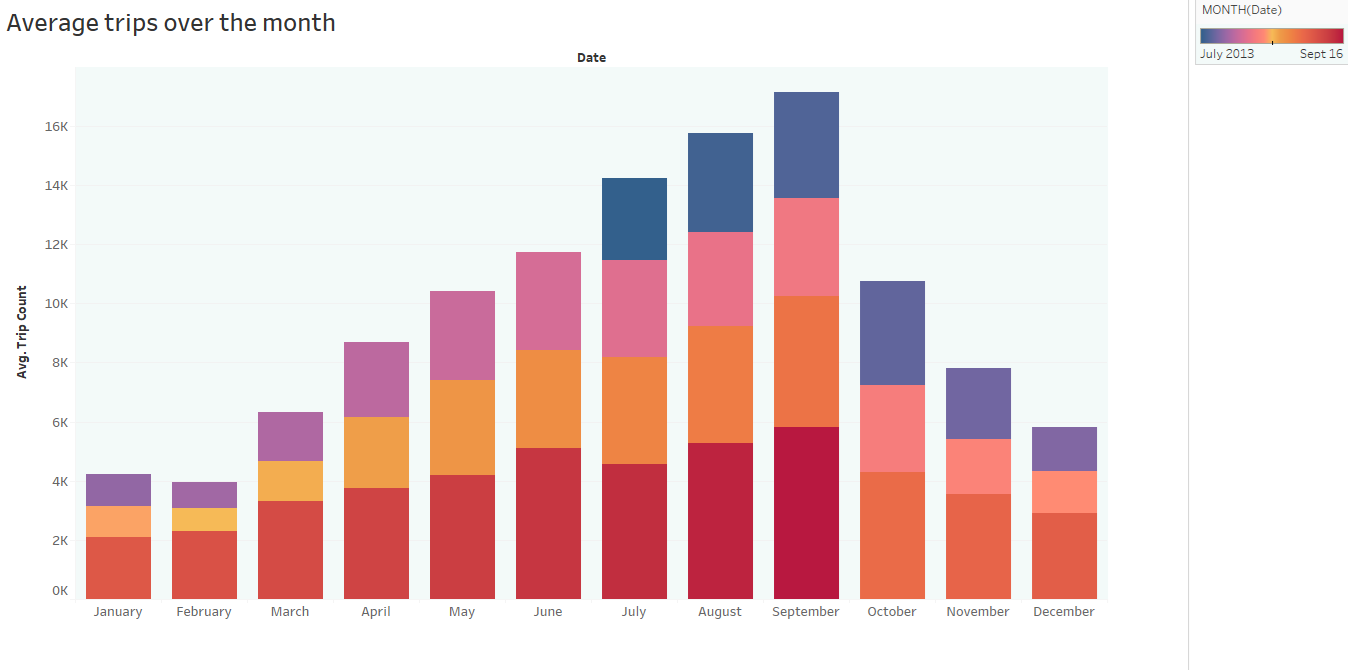 Average trips over the month
MONTH(Date)
July 2013 Sept 16
Date
Avg. Trip Count
16K
14K
12K
10K
8K
6K
4K
2K
0K
January February March April May June July August September October November December